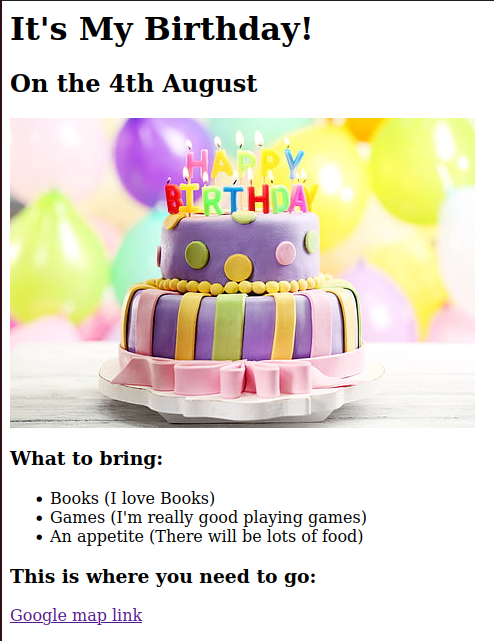 It's My Birthday!
On the 4th August
HAPPY
BIRTHDAY
What to bring:
Books (I love Books)
Games (I'm really good playing games)
An appetite (There will be lots of food)
This is where you need to go:
Google map link